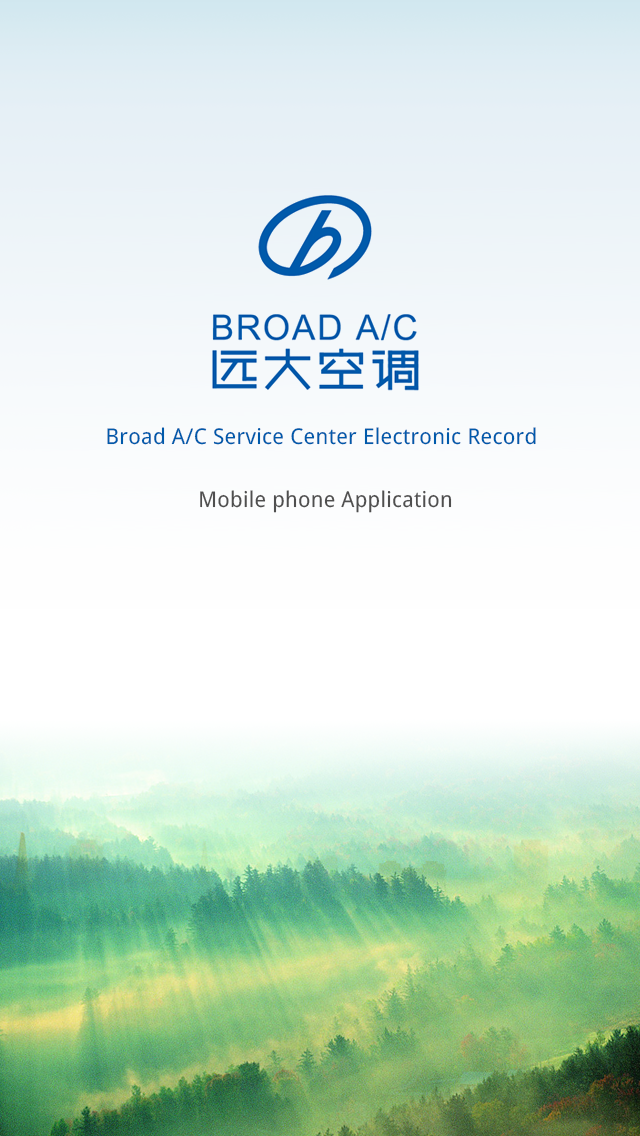 BROAD A/C
远大空调
Broad A/C Service Center Electronic Record
Mobile phone Application